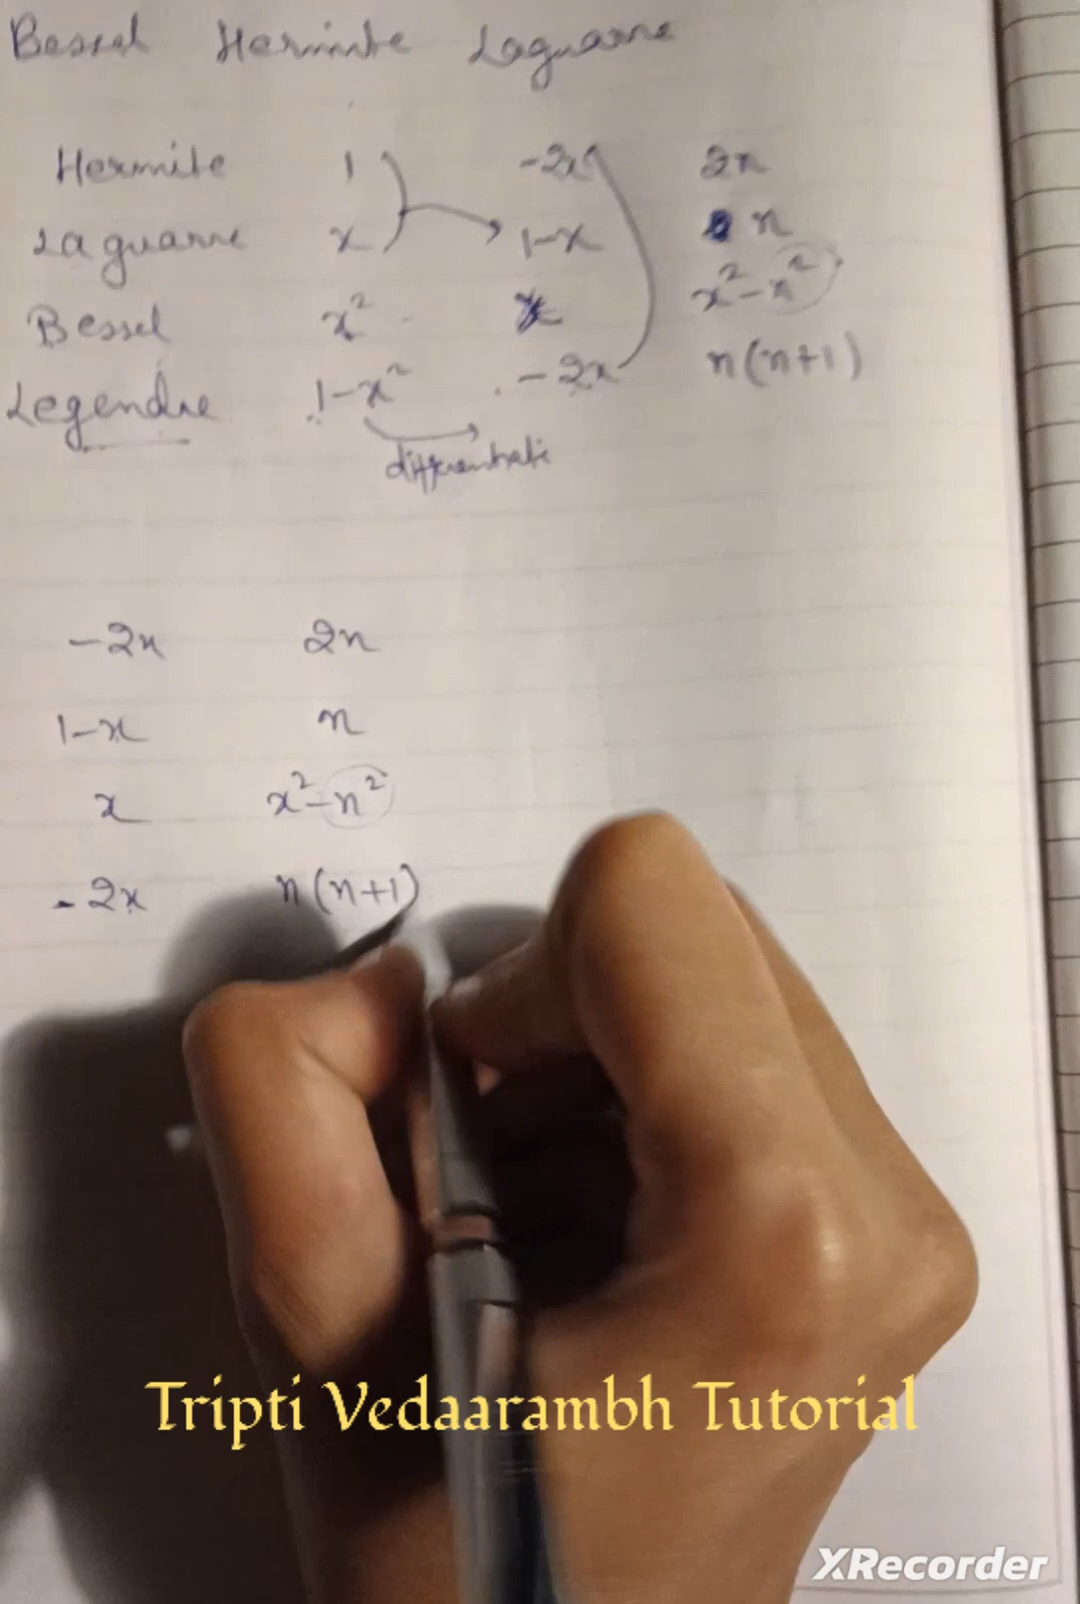 Bessel Hermite Laguarre
Hermite 1 -2x 2n
Laguarre x 1-x n
Bessel x² x x²-n²
Legendre 1-x² -2x n(n+1)
differentiate
-2x 2n
1-x n
x x²-n²
-2x n(n+1)
Tripti Vedaarambh Tutorial
XRecorder